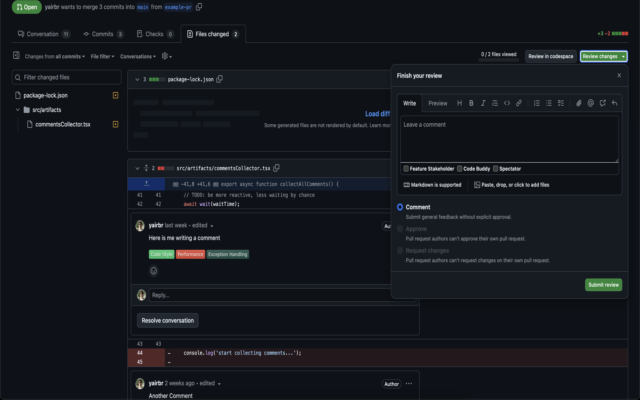 Open yairbr wants to merge 3 commits into main from example-pr
Conversation 11 Commits 3 Checks 0 Files changed 2
+3 −2
Changes from all commits File filter Conversations
0 / 2 files viewed
Review in codespace
Review changes
Filter changed files
package-lock.json
src/artifacts
commentsCollector.tsx
3 package-lock.json
Load diff
Some generated files are not rendered by default. Learn more
2 src/artifacts/commentsCollector.tsx
@@ -41,8 +41,6 @@ export async function collectAllComments() {
41 41 // TODO: be more reactive, less waiting by chance
42 42 await wait(waitTime);
yairbr last week • edited
Here is me writing a comment
Code Style Performance Exception Handling
Reply...
Resolve conversation
43 43
44 - console.log('start collecting comments...');
45 -
yairbr 2 weeks ago • edited
Author
Another Comment
Finish your review
Write Preview
Leave a comment
Feature Stakeholder Code Buddy Spectator
Markdown is supported Paste, drop, or click to add files
Comment
Submit general feedback without explicit approval.
Approve
Pull request authors can't approve their own pull request.
Request changes
Pull request authors can't request changes on their own pull request.
Submit review